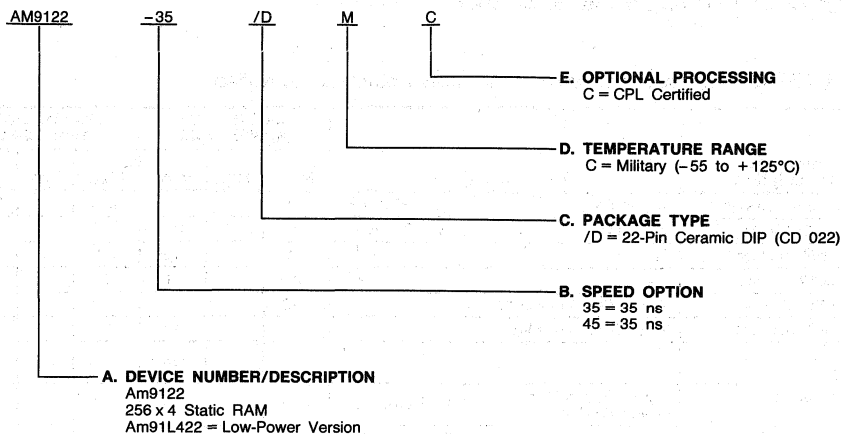 AM9122 -35 /D M C
E. OPTIONAL PROCESSING
C = CPL Certified
D. TEMPERATURE RANGE
C = Military (-55 to +125°C)
C. PACKAGE TYPE
/D = 22-Pin Ceramic DIP (CD 022)
B. SPEED OPTION
35 = 35 ns
45 = 35 ns
A. DEVICE NUMBER/DESCRIPTION
Am9122
256 x 4 Static RAM
Am91L422 = Low-Power Version